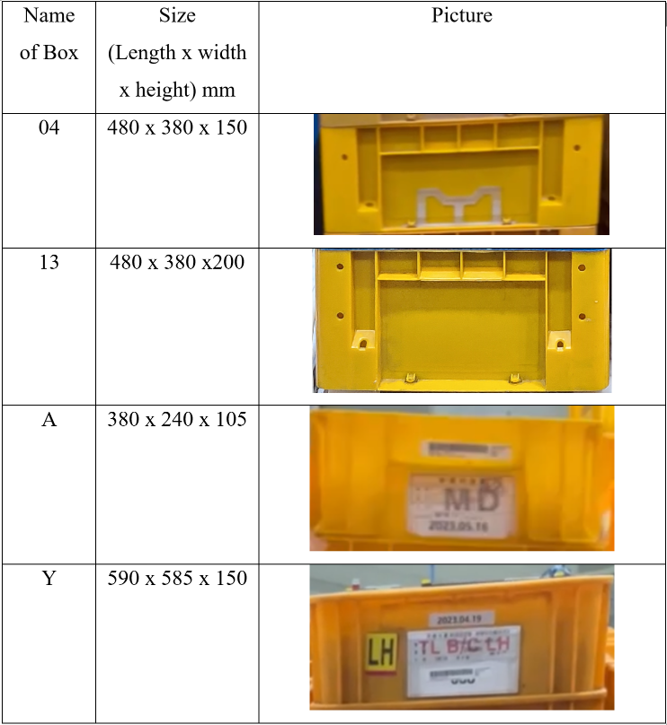 Name of Box
Size (Length x width x height) mm
Picture
04
480 x 380 x 150
13
480 x 380 x200
A
380 x 240 x 105
MD
2023.05.16
Y
590 x 585 x 150
2023.04.19
LH
TL B/C LH